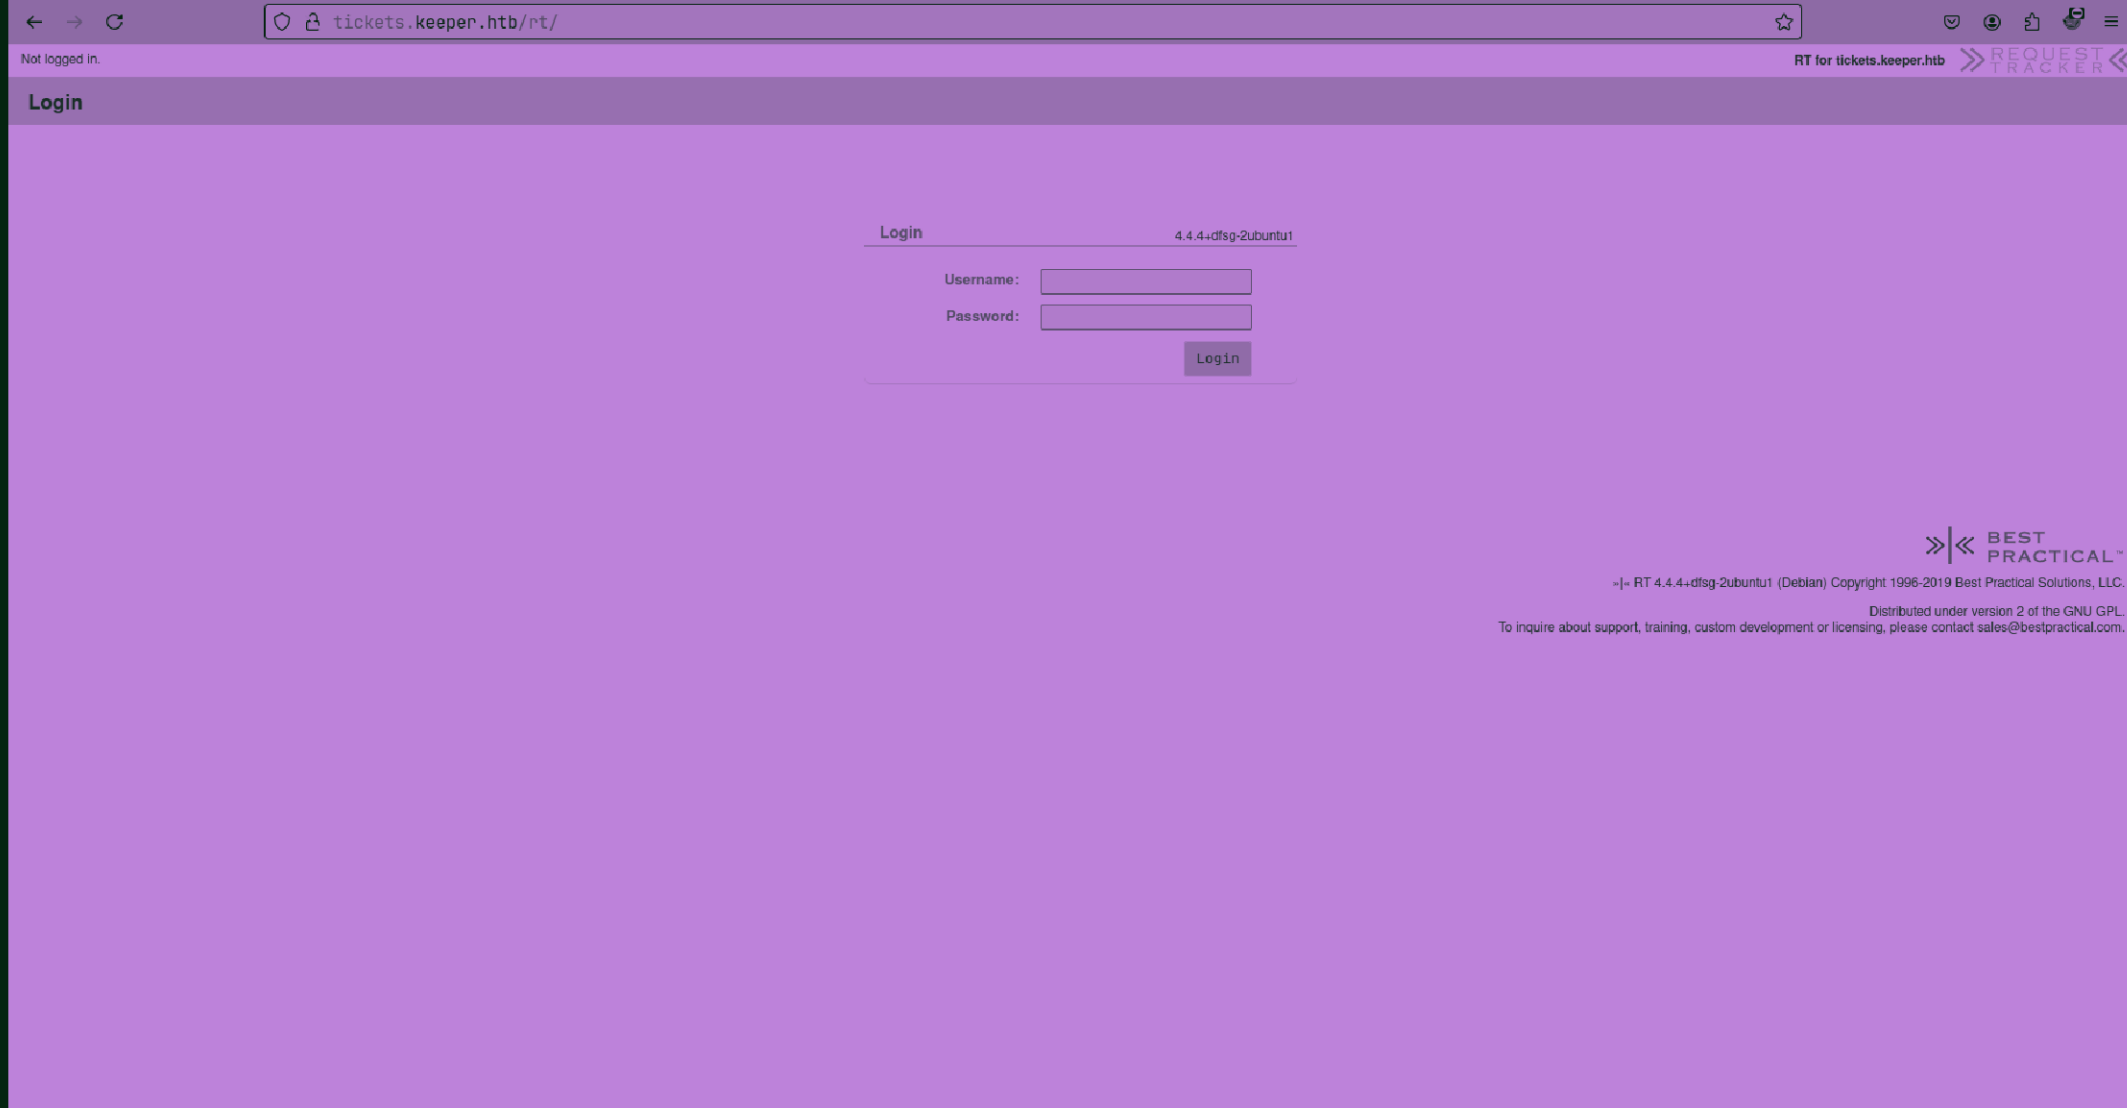 tickets.keeper.htb/rt/
Not logged in.
RT for tickets.keeper.htb
REQUEST
TRACKER
Login
Login
4.4.4+dfsg-2ubuntu1
Username:
Password:
Login
BEST
PRACTICAL™
»|« RT 4.4.4+dfsg-2ubuntu1 (Debian) Copyright 1996-2019 Best Practical Solutions, LLC.
Distributed under version 2 of the GNU GPL.
To inquire about support, training, custom development or licensing, please contact sales@bestpractical.com.